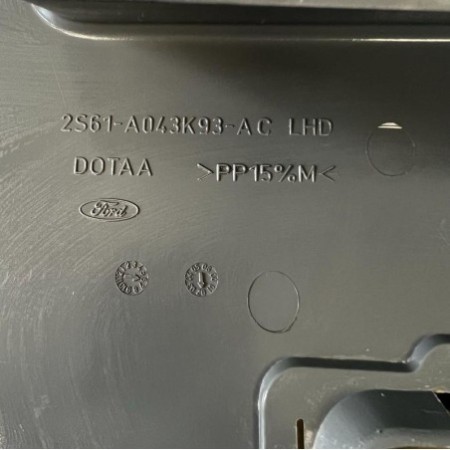 2S61-A043K93-AC LHD
DOTAA >PP15%M<
Ford